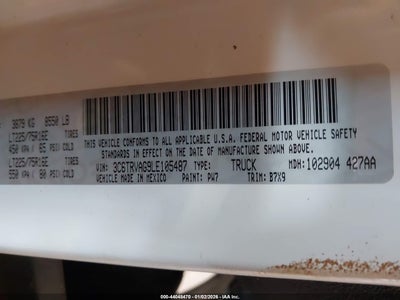 3879 KG 8550 LB
LT225/75R16E TIRES
450 KPA/ 65 PSI COLD
LT225/75R16E TIRES
550 KPA/ 80 PSI COLD
THIS VEHICLE CONFORMS TO ALL APPLICABLE U.S.A. FEDERAL MOTOR VEHICLE SAFETY
STANDARDS IN EFFECT ON THE DATE OF MANUFACTURE SHOWN ABOVE.
VIN: 3C6TRVAG9LE105487 TYPE: TRUCK MDH:102904 427AA
VEHICLE MADE IN MEXICO PAINT: PW7 TRIM: B7X9
000-44048470 - 01/02/2026 - IAA Inc.